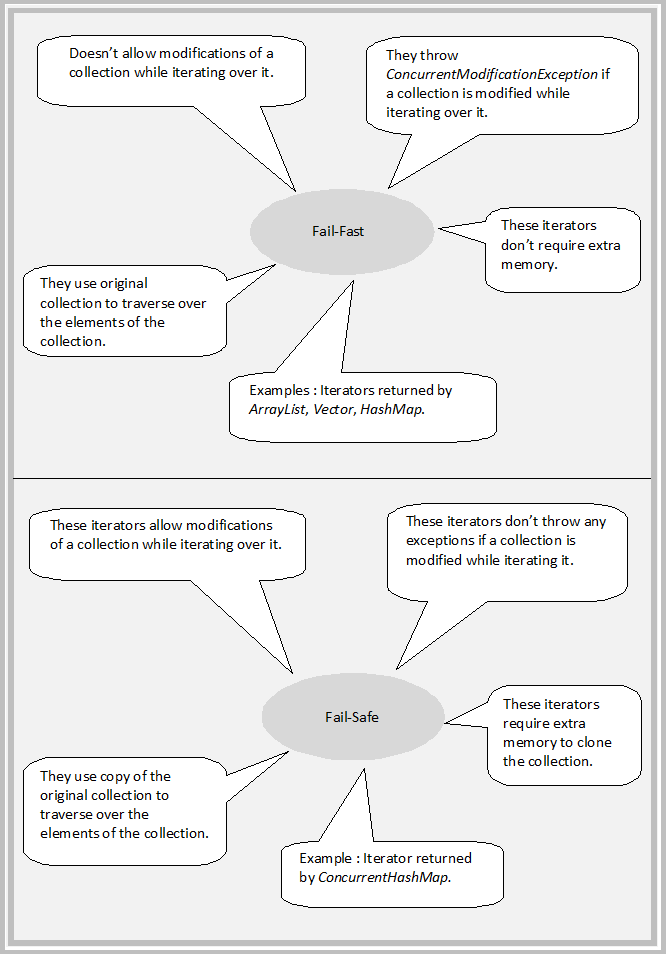 Doesn’t allow modifications of a
collection while iterating over it.
They throw
ConcurrentModificationException if
a collection is modified while
iterating over it.
Fail-Fast
These iterators
don’t require extra
memory.
They use original
collection to traverse over
the elements of the
collection.
Examples : Iterators returned by
ArrayList, Vector, HashMap.
These iterators allow modifications
of a collection while iterating over it.
These iterators don’t throw any
exceptions if a collection is
modified while iterating it.
Fail-Safe
These iterators
require extra
memory to clone
the collection.
They use copy of the
original collection to
traverse over the
elements of the collection.
Example : Iterator returned
by ConcurrentHashMap.